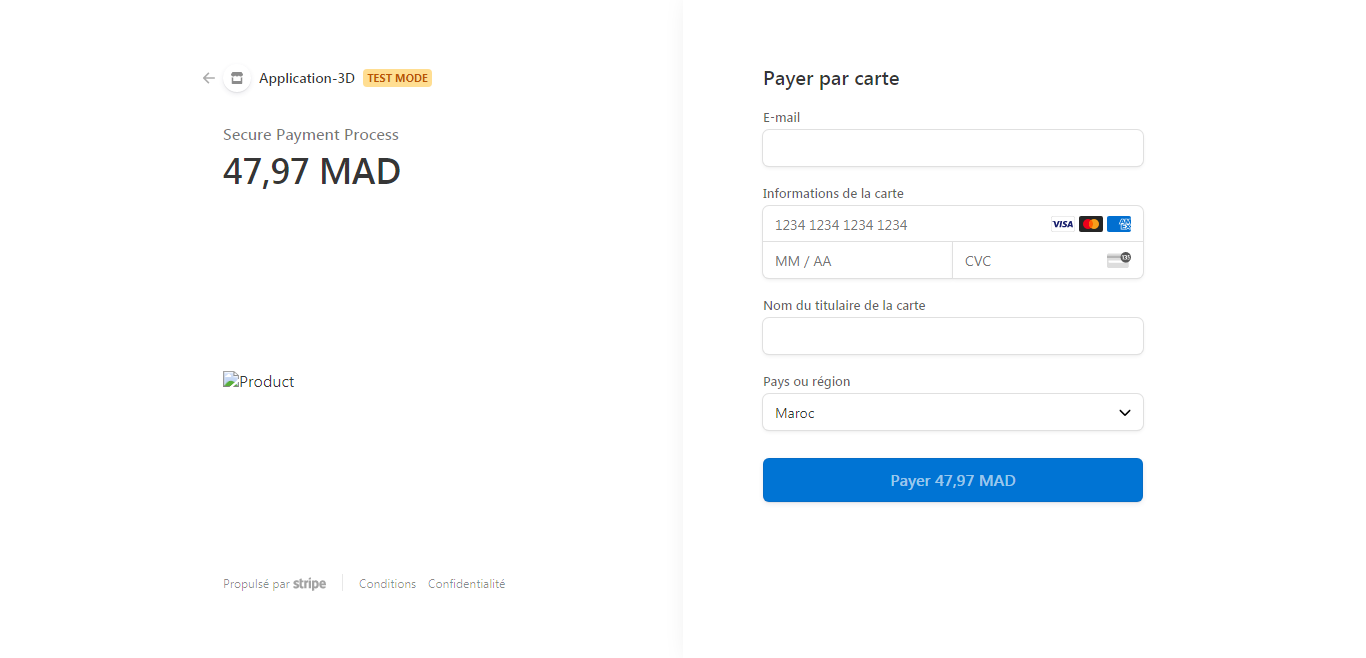 Application-3D TEST MODE
Secure Payment Process
47,97 MAD
Product
Propulsé par stripe
Conditions Confidentialité
Payer par carte
E-mail
Informations de la carte
1234 1234 1234 1234 VISA AMEX
MM / AA
CVC 135
Nom du titulaire de la carte
Pays ou région
Maroc
Payer 47,97 MAD